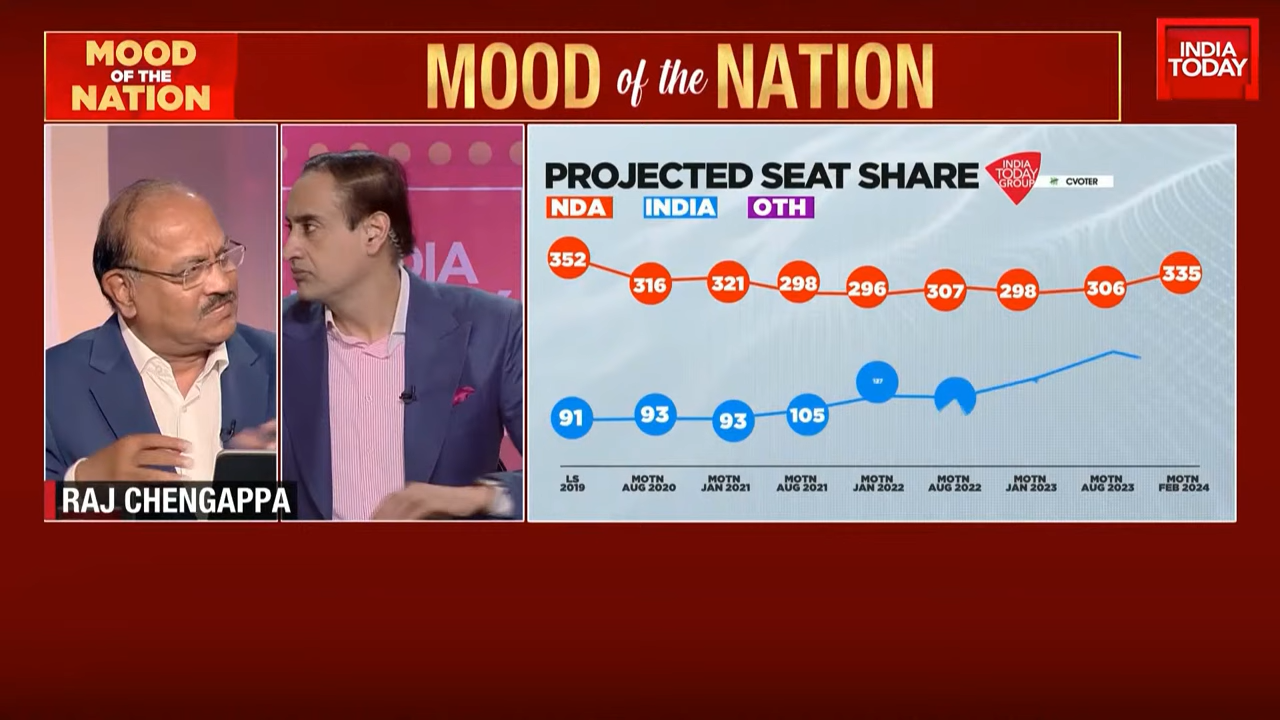 MOOD
OF THE
NATION
MOOD of the NATION
INDIA
TODAY
PROJECTED SEAT SHARE
INDIA
TODAY
GROUP
CVOTER
NDA INDIA OTH
352 316 321 298 296 307 298 306 335
91 93 93 105
LS
2019
MOTN
AUG 2020
MOTN
JAN 2021
MOTN
AUG 2021
MOTN
JAN 2022
MOTN
AUG 2022
MOTN
JAN 2023
MOTN
AUG 2023
MOTN
FEB 2024
RAJ CHENGAPPA